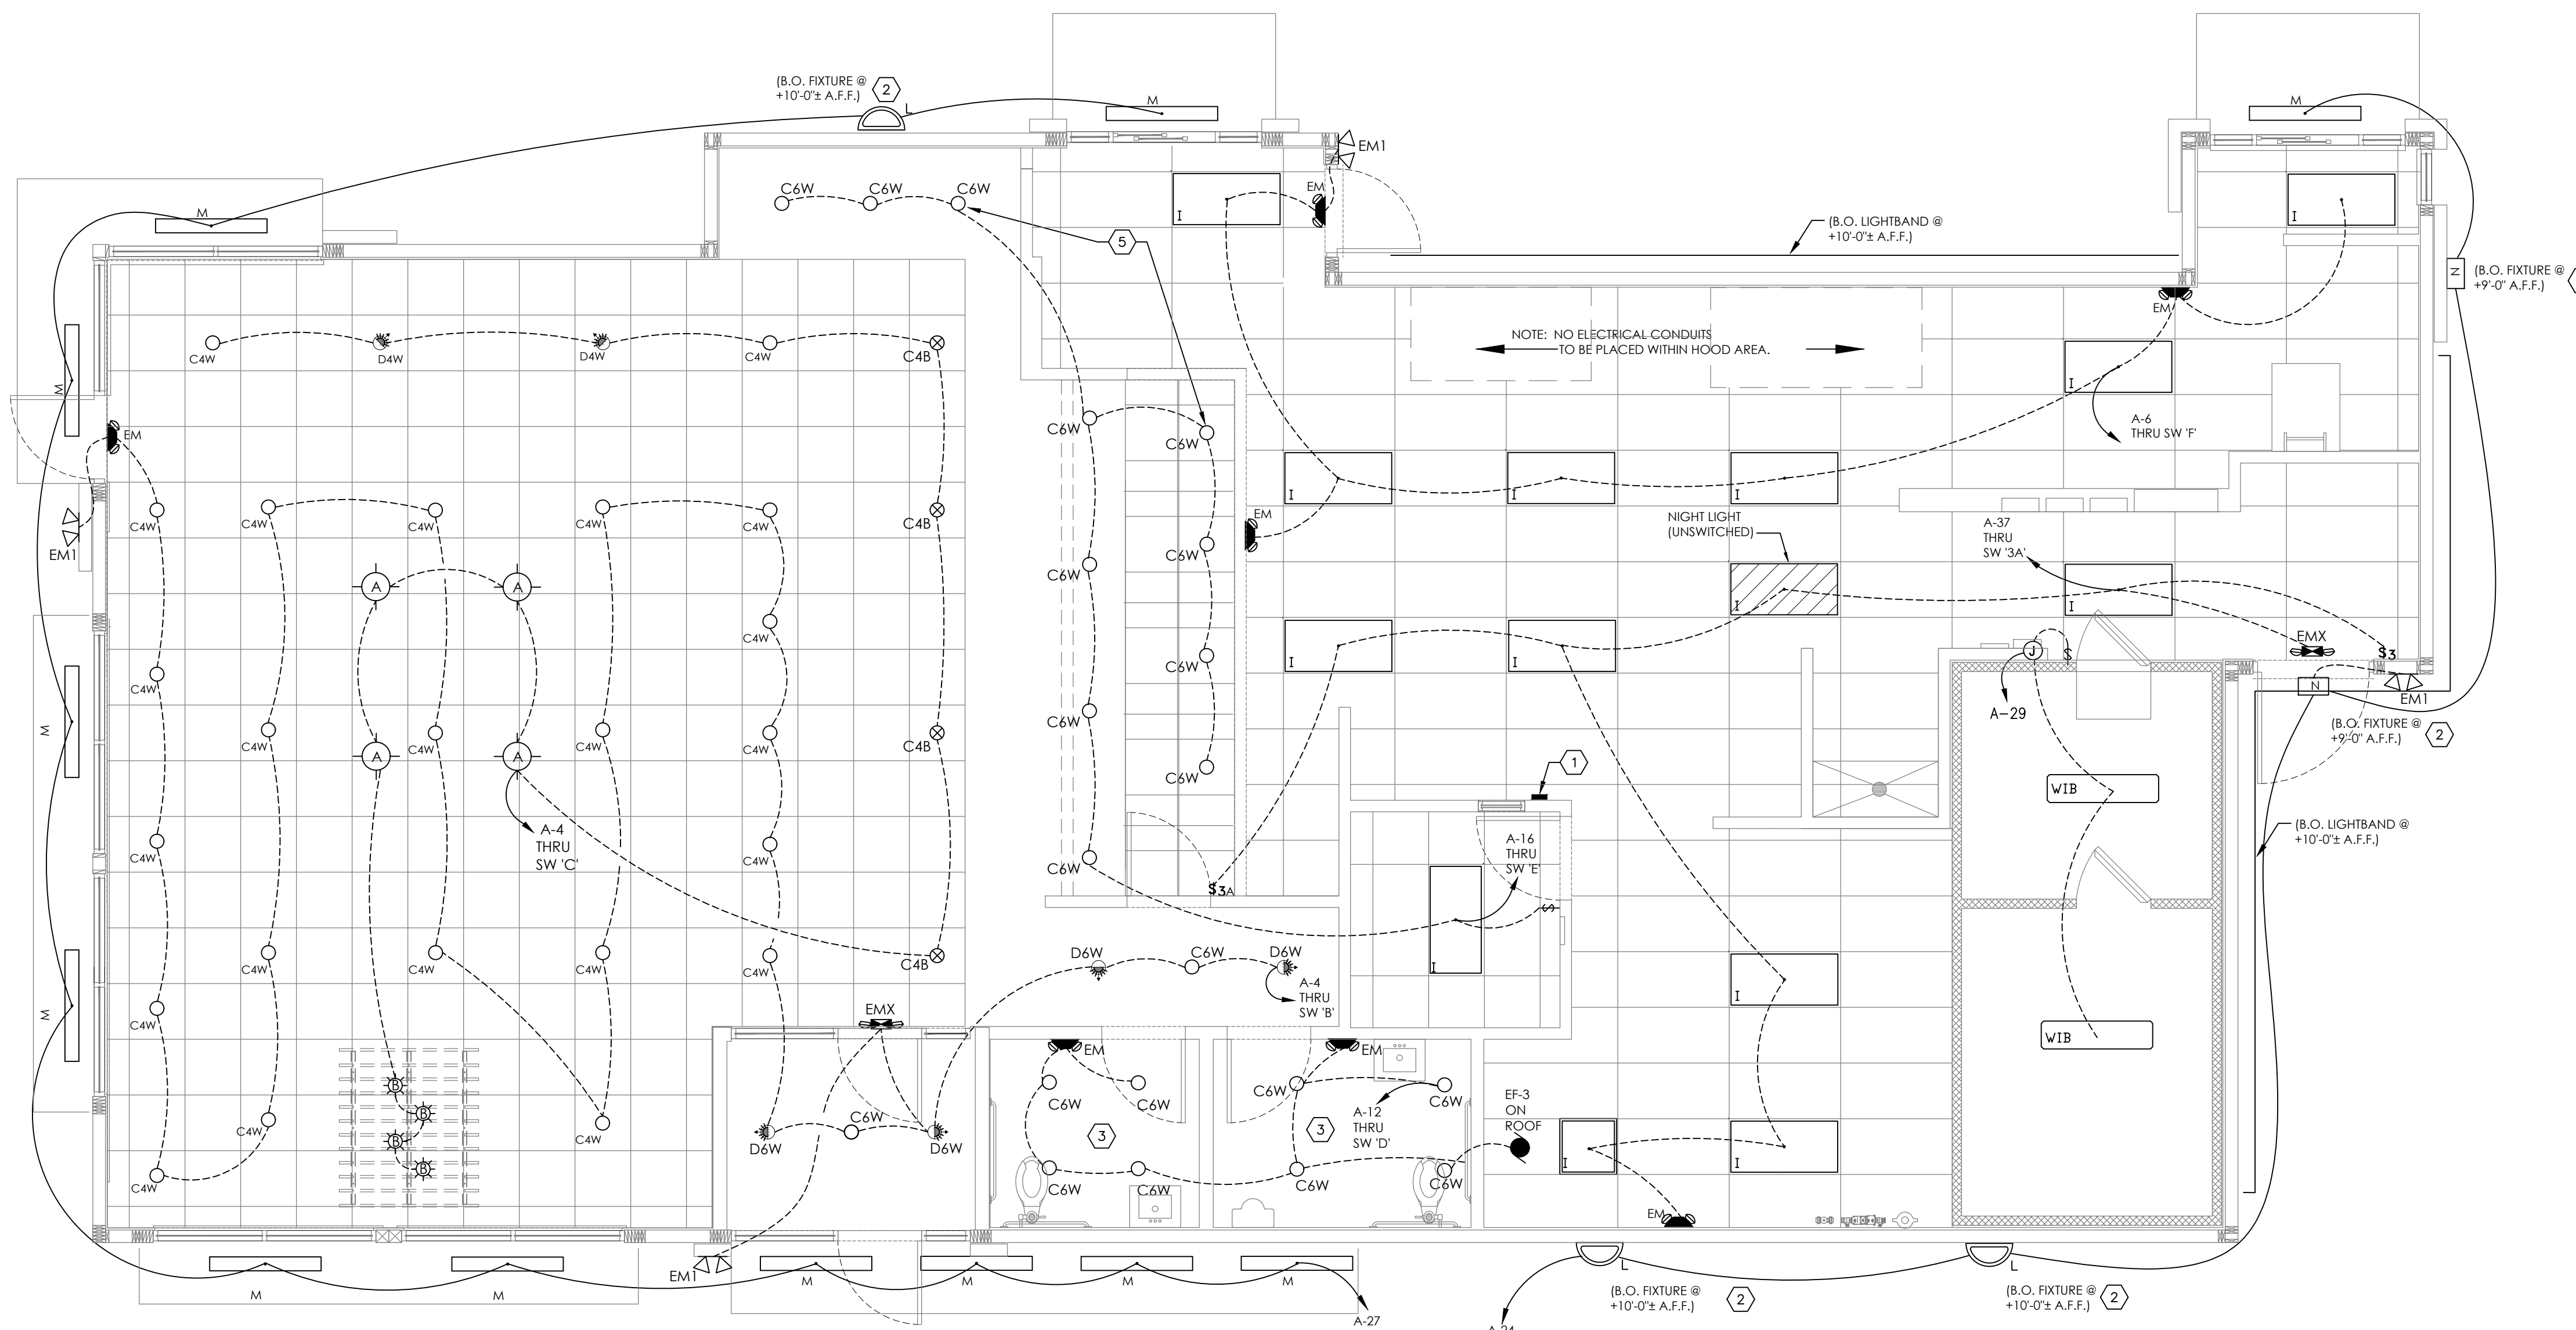 (B.O. FIXTURE @
+10'-0"± A.F.F.)
2
L
M
M
EM1
C6W
C6W
C6W
EM
I
I
M
5
(B.O. LIGHTBAND @
+10'-0"± A.F.F.)
N
(B.O. FIXTURE @
+9'-0" A.F.F.)
EM
NOTE: NO ELECTRICAL CONDUITS
TO BE PLACED WITHIN HOOD AREA.
C4W
D4W
D4W
C4W
C4B
M
I
A-6
THRU SW 'F'
EM
C6W
C6W
I
I
I
EM
NIGHT LIGHT
(UNSWITCHED)
A-37
THRU
SW '3A'
C4W
C4W
C4W
C4W
C4W
C4B
EM1
C6W
C6W
A
A
I
I
C4W
I
I
EMX
$3
J
$
N
EM1
C4W
C6W
A-29
M
C4W
C4W
C4W
C4W
C4B
C6W
C6W
(B.O. FIXTURE @
+9'-0" A.F.F.)
2
A
A
1
WIB
A-4
THRU
SW 'C'
A-16
THRU
SW 'E'
(B.O. LIGHTBAND @
+10'-0"± A.F.F.)
C4W
C4W
C6W
$3A
$
I
C4W
C4W
C4W
C4W
C4B
D6W
C6W
D6W
A-4
THRU
SW 'B'
I
M
C4W
EMX
EM
EM
WIB
B
B
B
B
C4W
C4W
C6W
D6W
D6W
C6W
C6W
C6W
C6W
3
3
A-12
THRU
SW 'D'
EF-3
ON
ROOF
I
I
C4W
C6W
C6W
C6W
C6W
EM
EM1
L
L
M
M
M
M
M
M
(B.O. FIXTURE @
+10'-0"± A.F.F.)
2
(B.O. FIXTURE @
+10'-0"± A.F.F.)
2
A-27